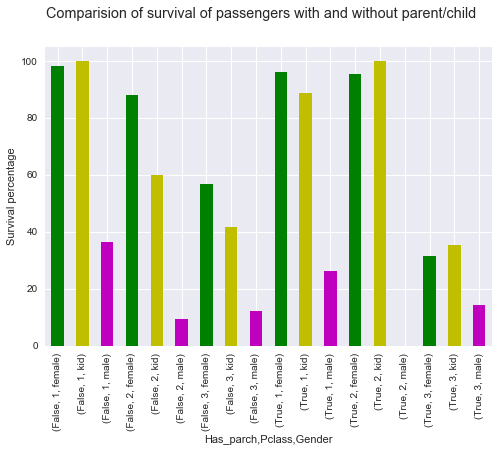 Comparision of survival of passengers with and without parent/child
100
80
60
40
20
0
Survival percentage
(False, 1, female)
(False, 1, kid)
(False, 1, male)
(False, 2, female)
(False, 2, kid)
(False, 2, male)
(False, 3, female)
(False, 3, kid)
(False, 3, male)
(True, 1, female)
(True, 1, kid)
(True, 1, male)
(True, 2, female)
(True, 2, kid)
(True, 2, male)
(True, 3, female)
(True, 3, kid)
(True, 3, male)
Has_parch,Pclass,Gender